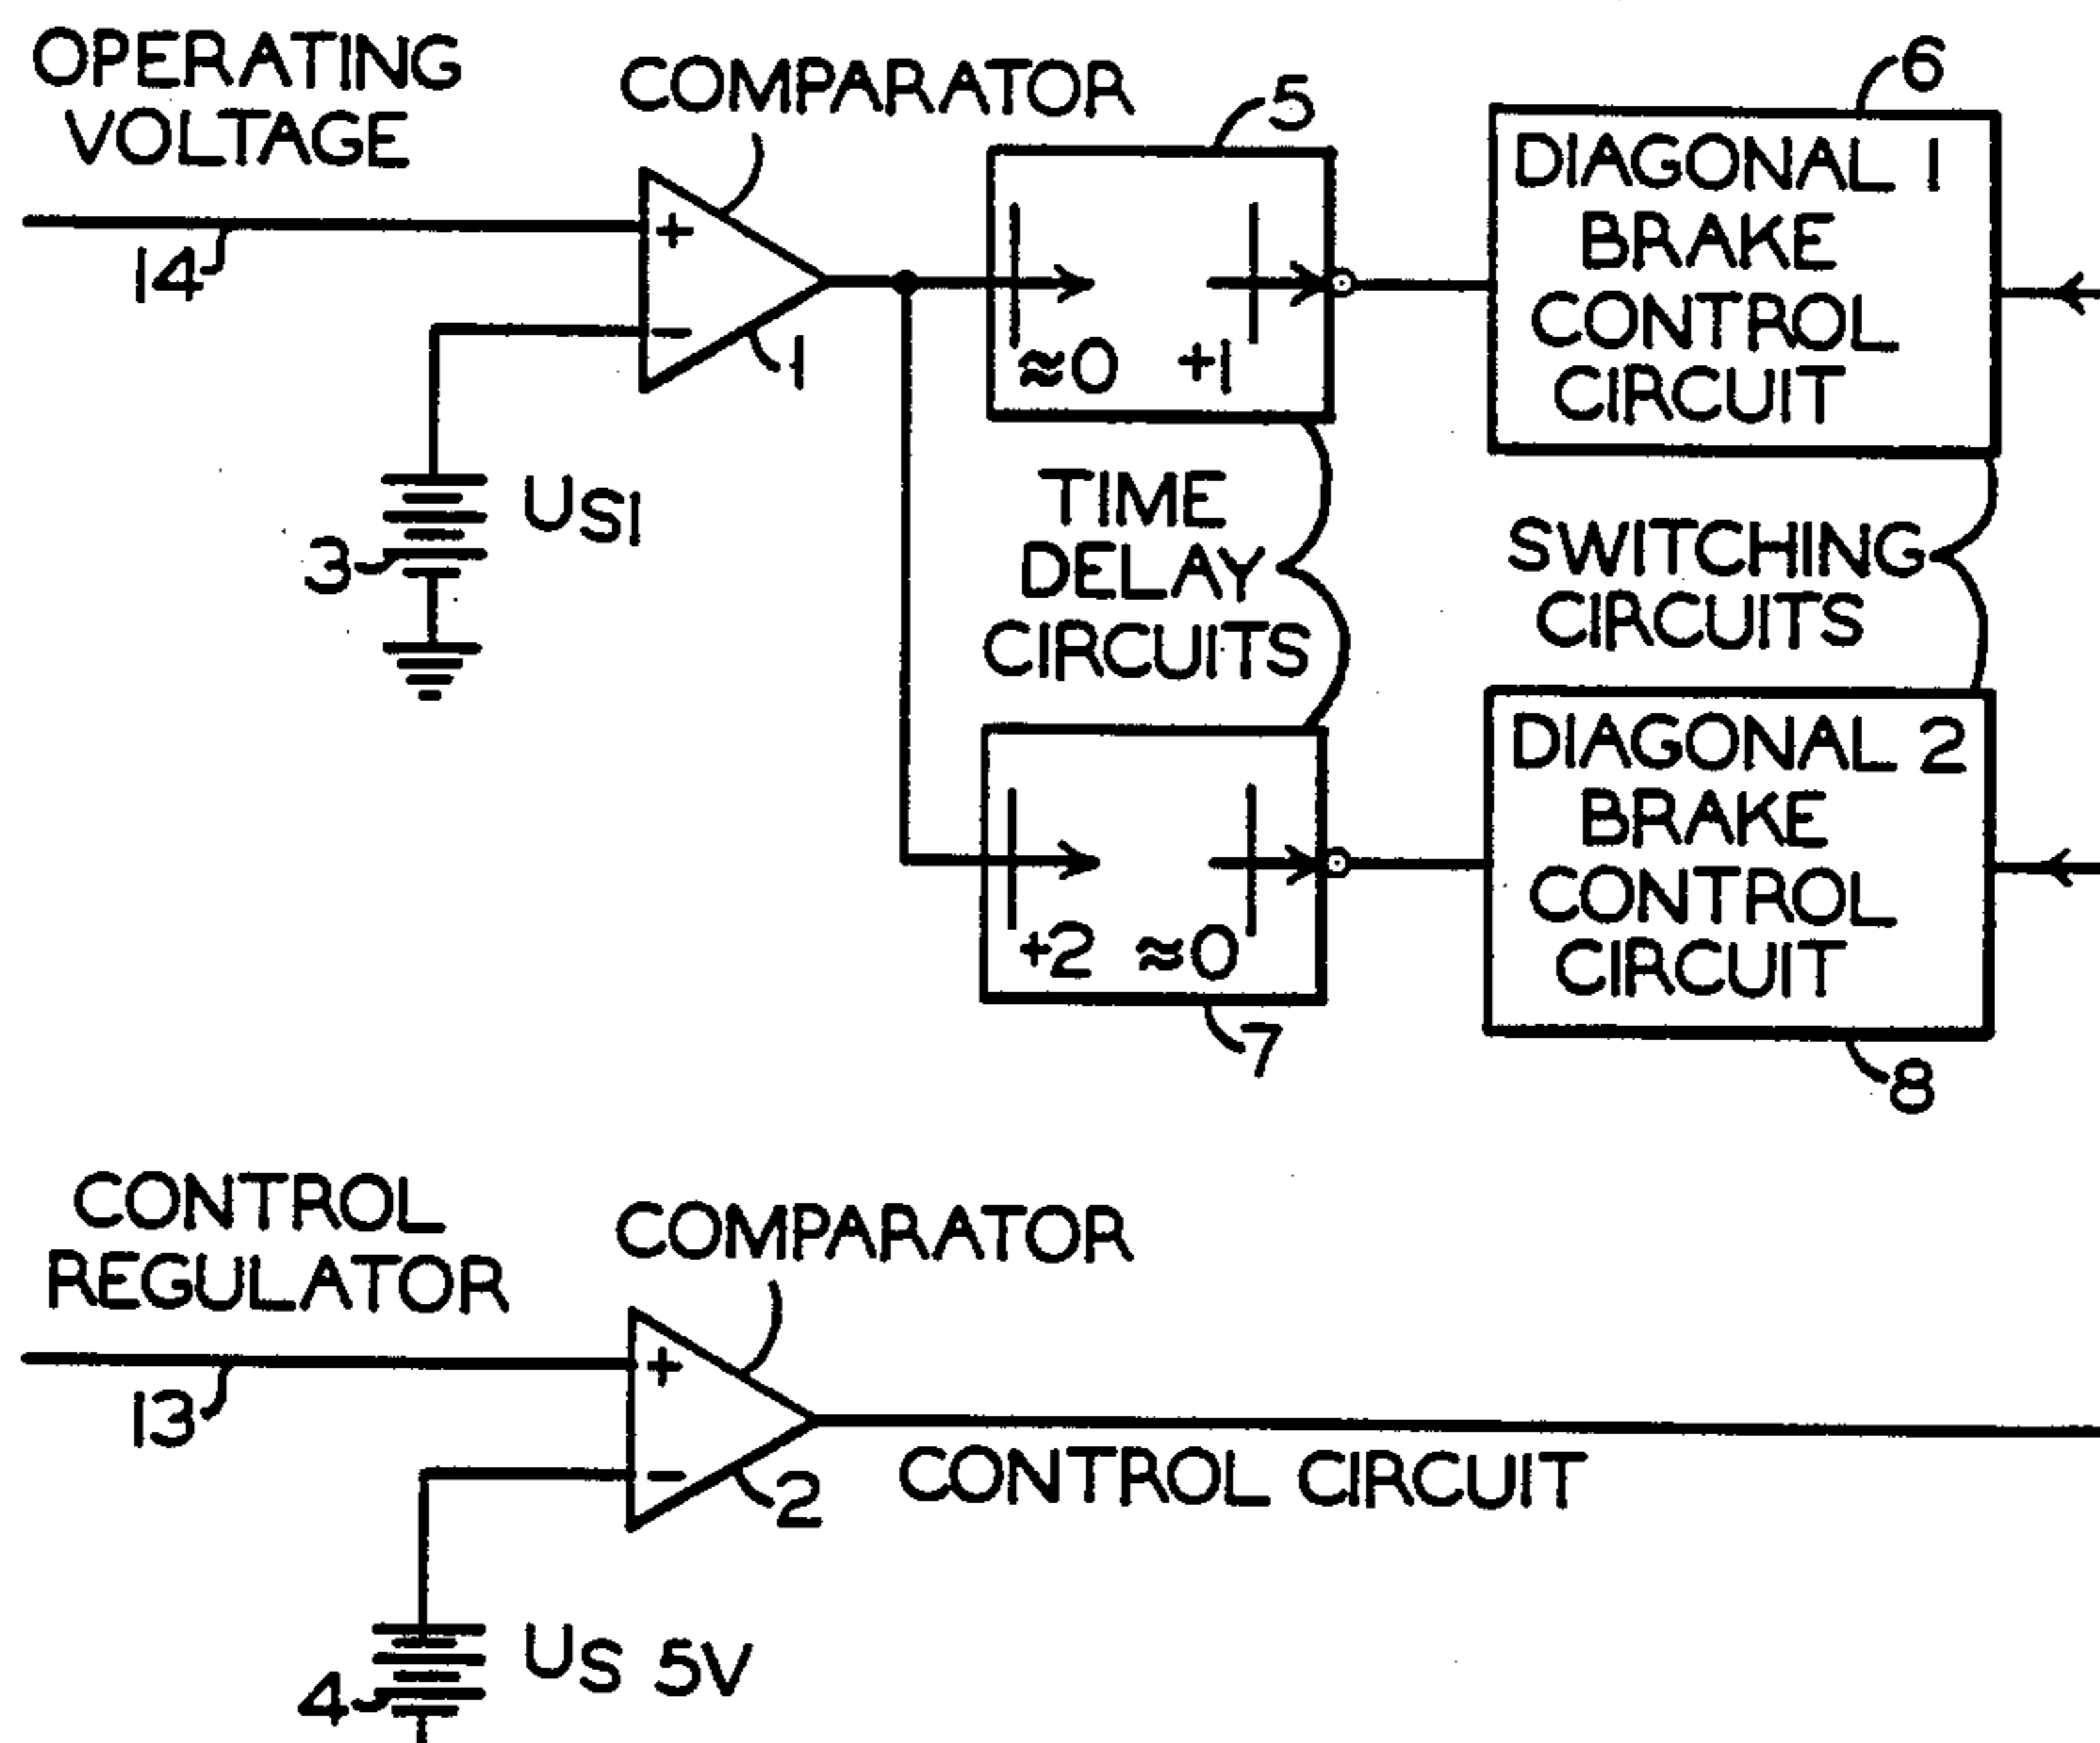 OPERATING
VOLTAGE
14
COMPARATOR
+
−
1
3
US1
5
≈0 +1
TIME
DELAY
CIRCUITS
+2 ≈0
7
6
DIAGONAL 1
BRAKE
CONTROL
CIRCUIT
SWITCHING
CIRCUITS
DIAGONAL 2
BRAKE
CONTROL
CIRCUIT
8
CONTROL
REGULATOR
13
COMPARATOR
+
−
2
CONTROL CIRCUIT
4
US 5V